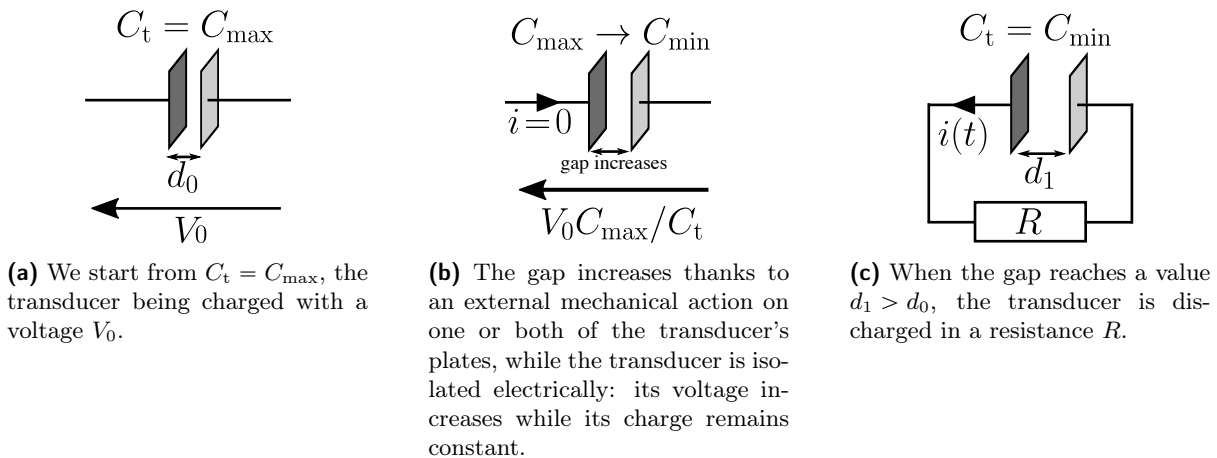 C_t = C_max
d_0
V_0
(a) We start from C_t = C_max, the
transducer being charged with a
voltage V_0.
C_max → C_min
i=0
gap increases
V_0C_max/C_t
(b) The gap increases thanks to
an external mechanical action on
one or both of the transducer's
plates, while the transducer is iso-
lated electrically: its voltage in-
creases while its charge remains
constant.
C_t = C_min
i(t)
d_1
R
(c) When the gap reaches a value
d_1 > d_0, the transducer is dis-
charged in a resistance R.